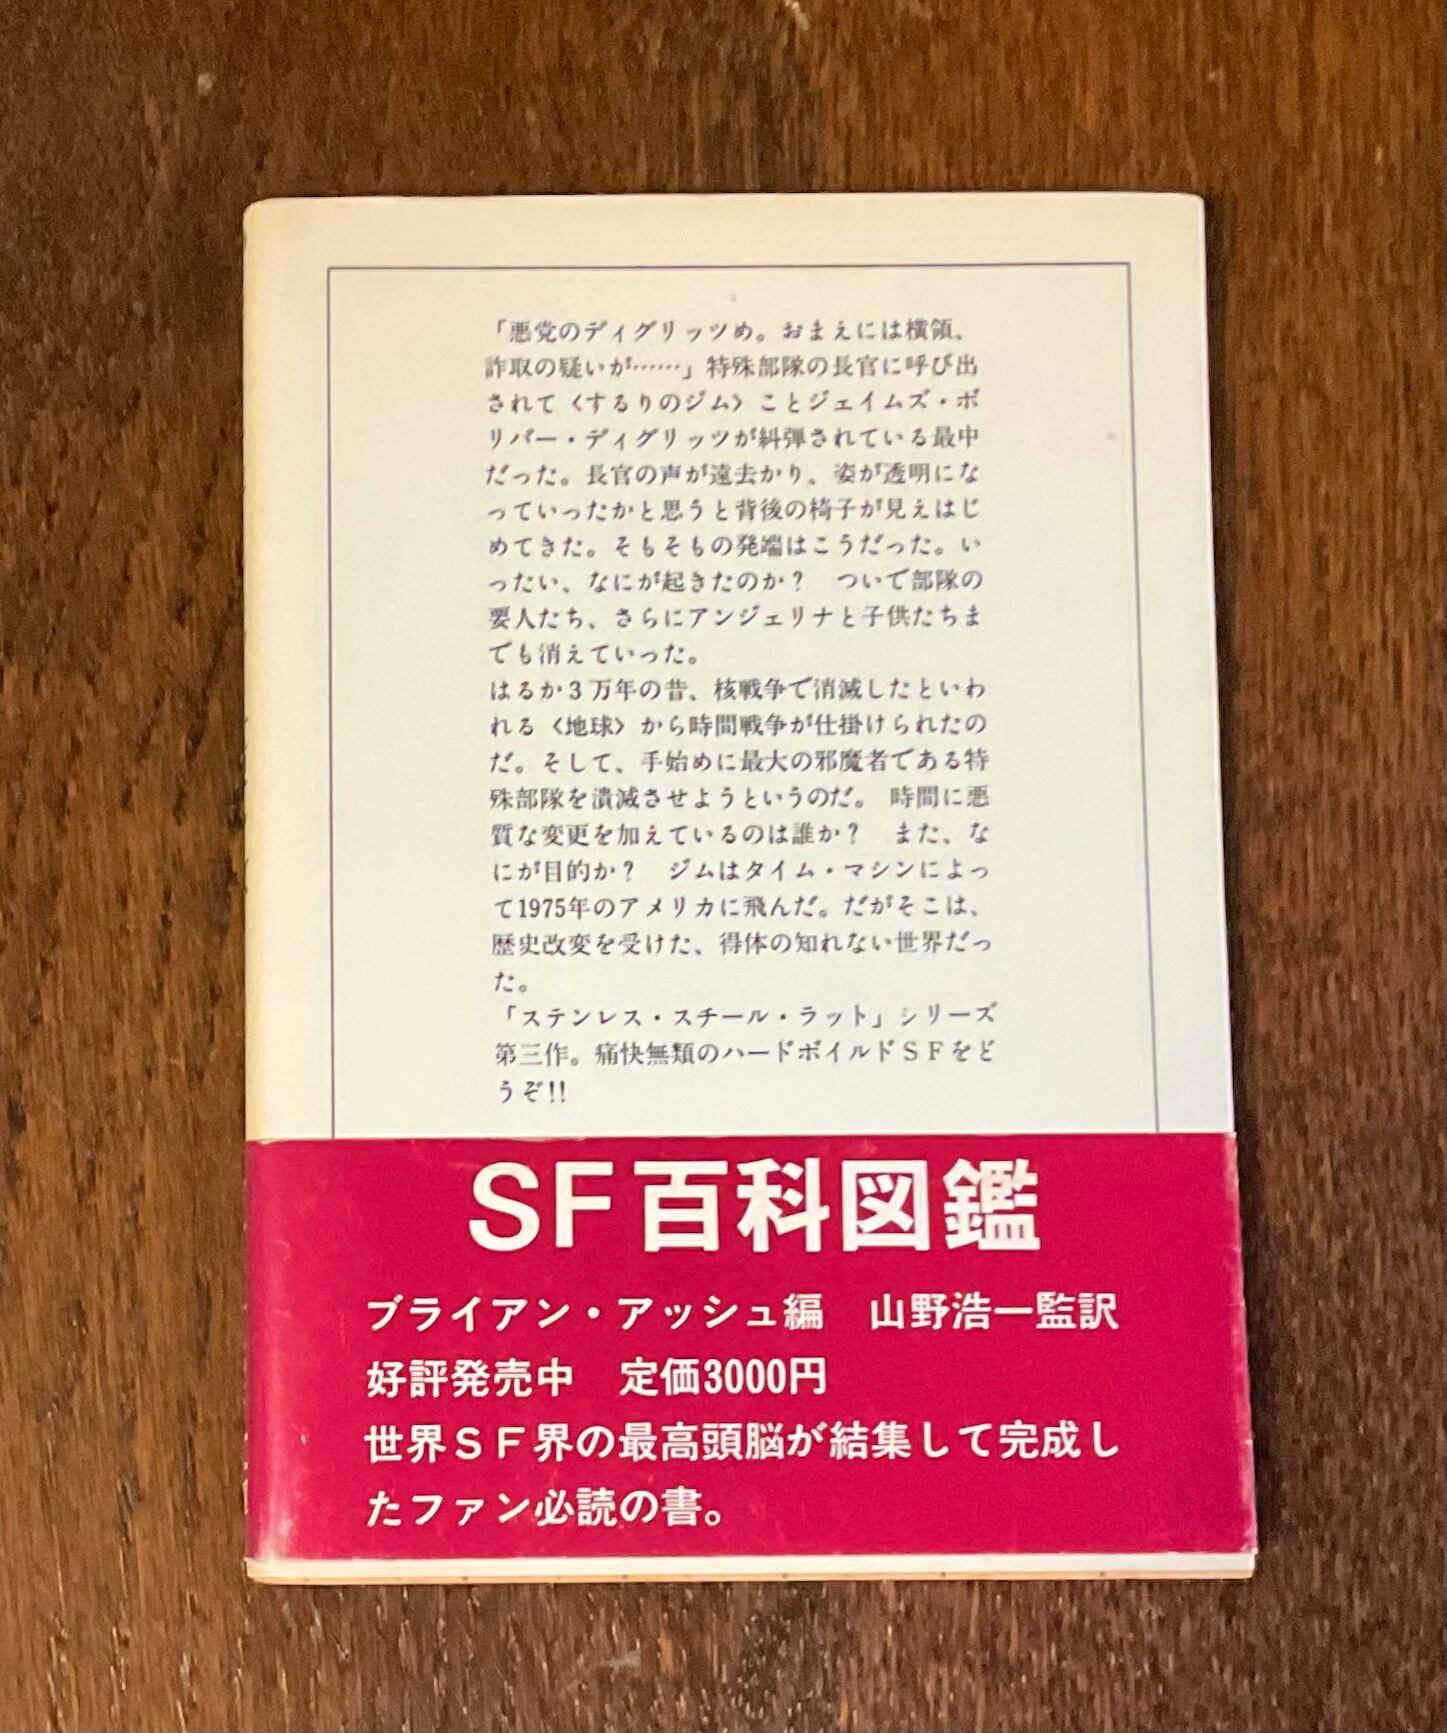 「悪党のディグリッツめ。おまえには横領、
詐取の疑いが……」特殊部隊の長官に呼び出
されて〈するりのジム〉ことジェイムズ・ボ
リバー・ディグリッツが糾弾されている最中
だった。長官の声が遠去かり、姿が透明にな
っていったかと思うと背後の椅子が見えはじ
めてきた。そもそもの発端はこうだった。い
ったい、なにが起きたのか？　ついで部隊の
要人たち、さらにアンジェリナと子供たちま
でも消えていった。
はるか３万年の昔、核戦争で消滅したといわ
れる〈地球〉から時間戦争が仕掛けられたの
だ。そして、手始めに最大の邪魔者である特
殊部隊を潰滅させようというのだ。時間に悪
質な変更を加えているのは誰か？　また、な
にが目的か？　ジムはタイム・マシンによっ
て1975年のアメリカに飛んだ。だがそこは、
歴史改変を受けた、得体の知れない世界だっ
た。
「ステンレス・スチール・ラット」シリーズ
第三作。痛快無類のハードボイルドＳＦをど
うぞ!!
SF百科図鑑
ブライアン・アッシュ編　山野浩一監訳
好評発売中　定価3000円
世界ＳＦ界の最高頭脳が結集して完成し
たファン必読の書。